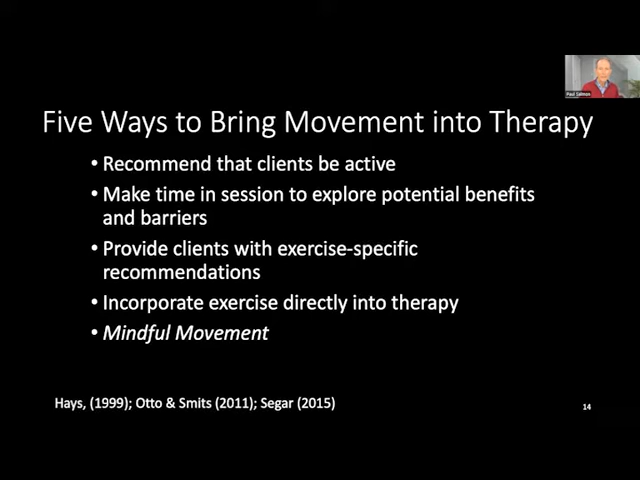 Paul Salmon
Five Ways to Bring Movement into Therapy
• Recommend that clients be active
• Make time in session to explore potential benefits
and barriers
• Provide clients with exercise-specific
recommendations
• Incorporate exercise directly into therapy
• Mindful Movement
Hays, (1999); Otto & Smits (2011); Segar (2015)
14